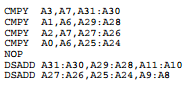 CMPY A3,A7,A31:A30
CMPY A1,A6,A29:A28
CMPY A2,A7,A27:A26
CMPY A0,A6,A25:A24
NOP
DSADD A31:A30,A29:A28,A11:A10
DSADD A27:A26,A25:A24,A9:A8